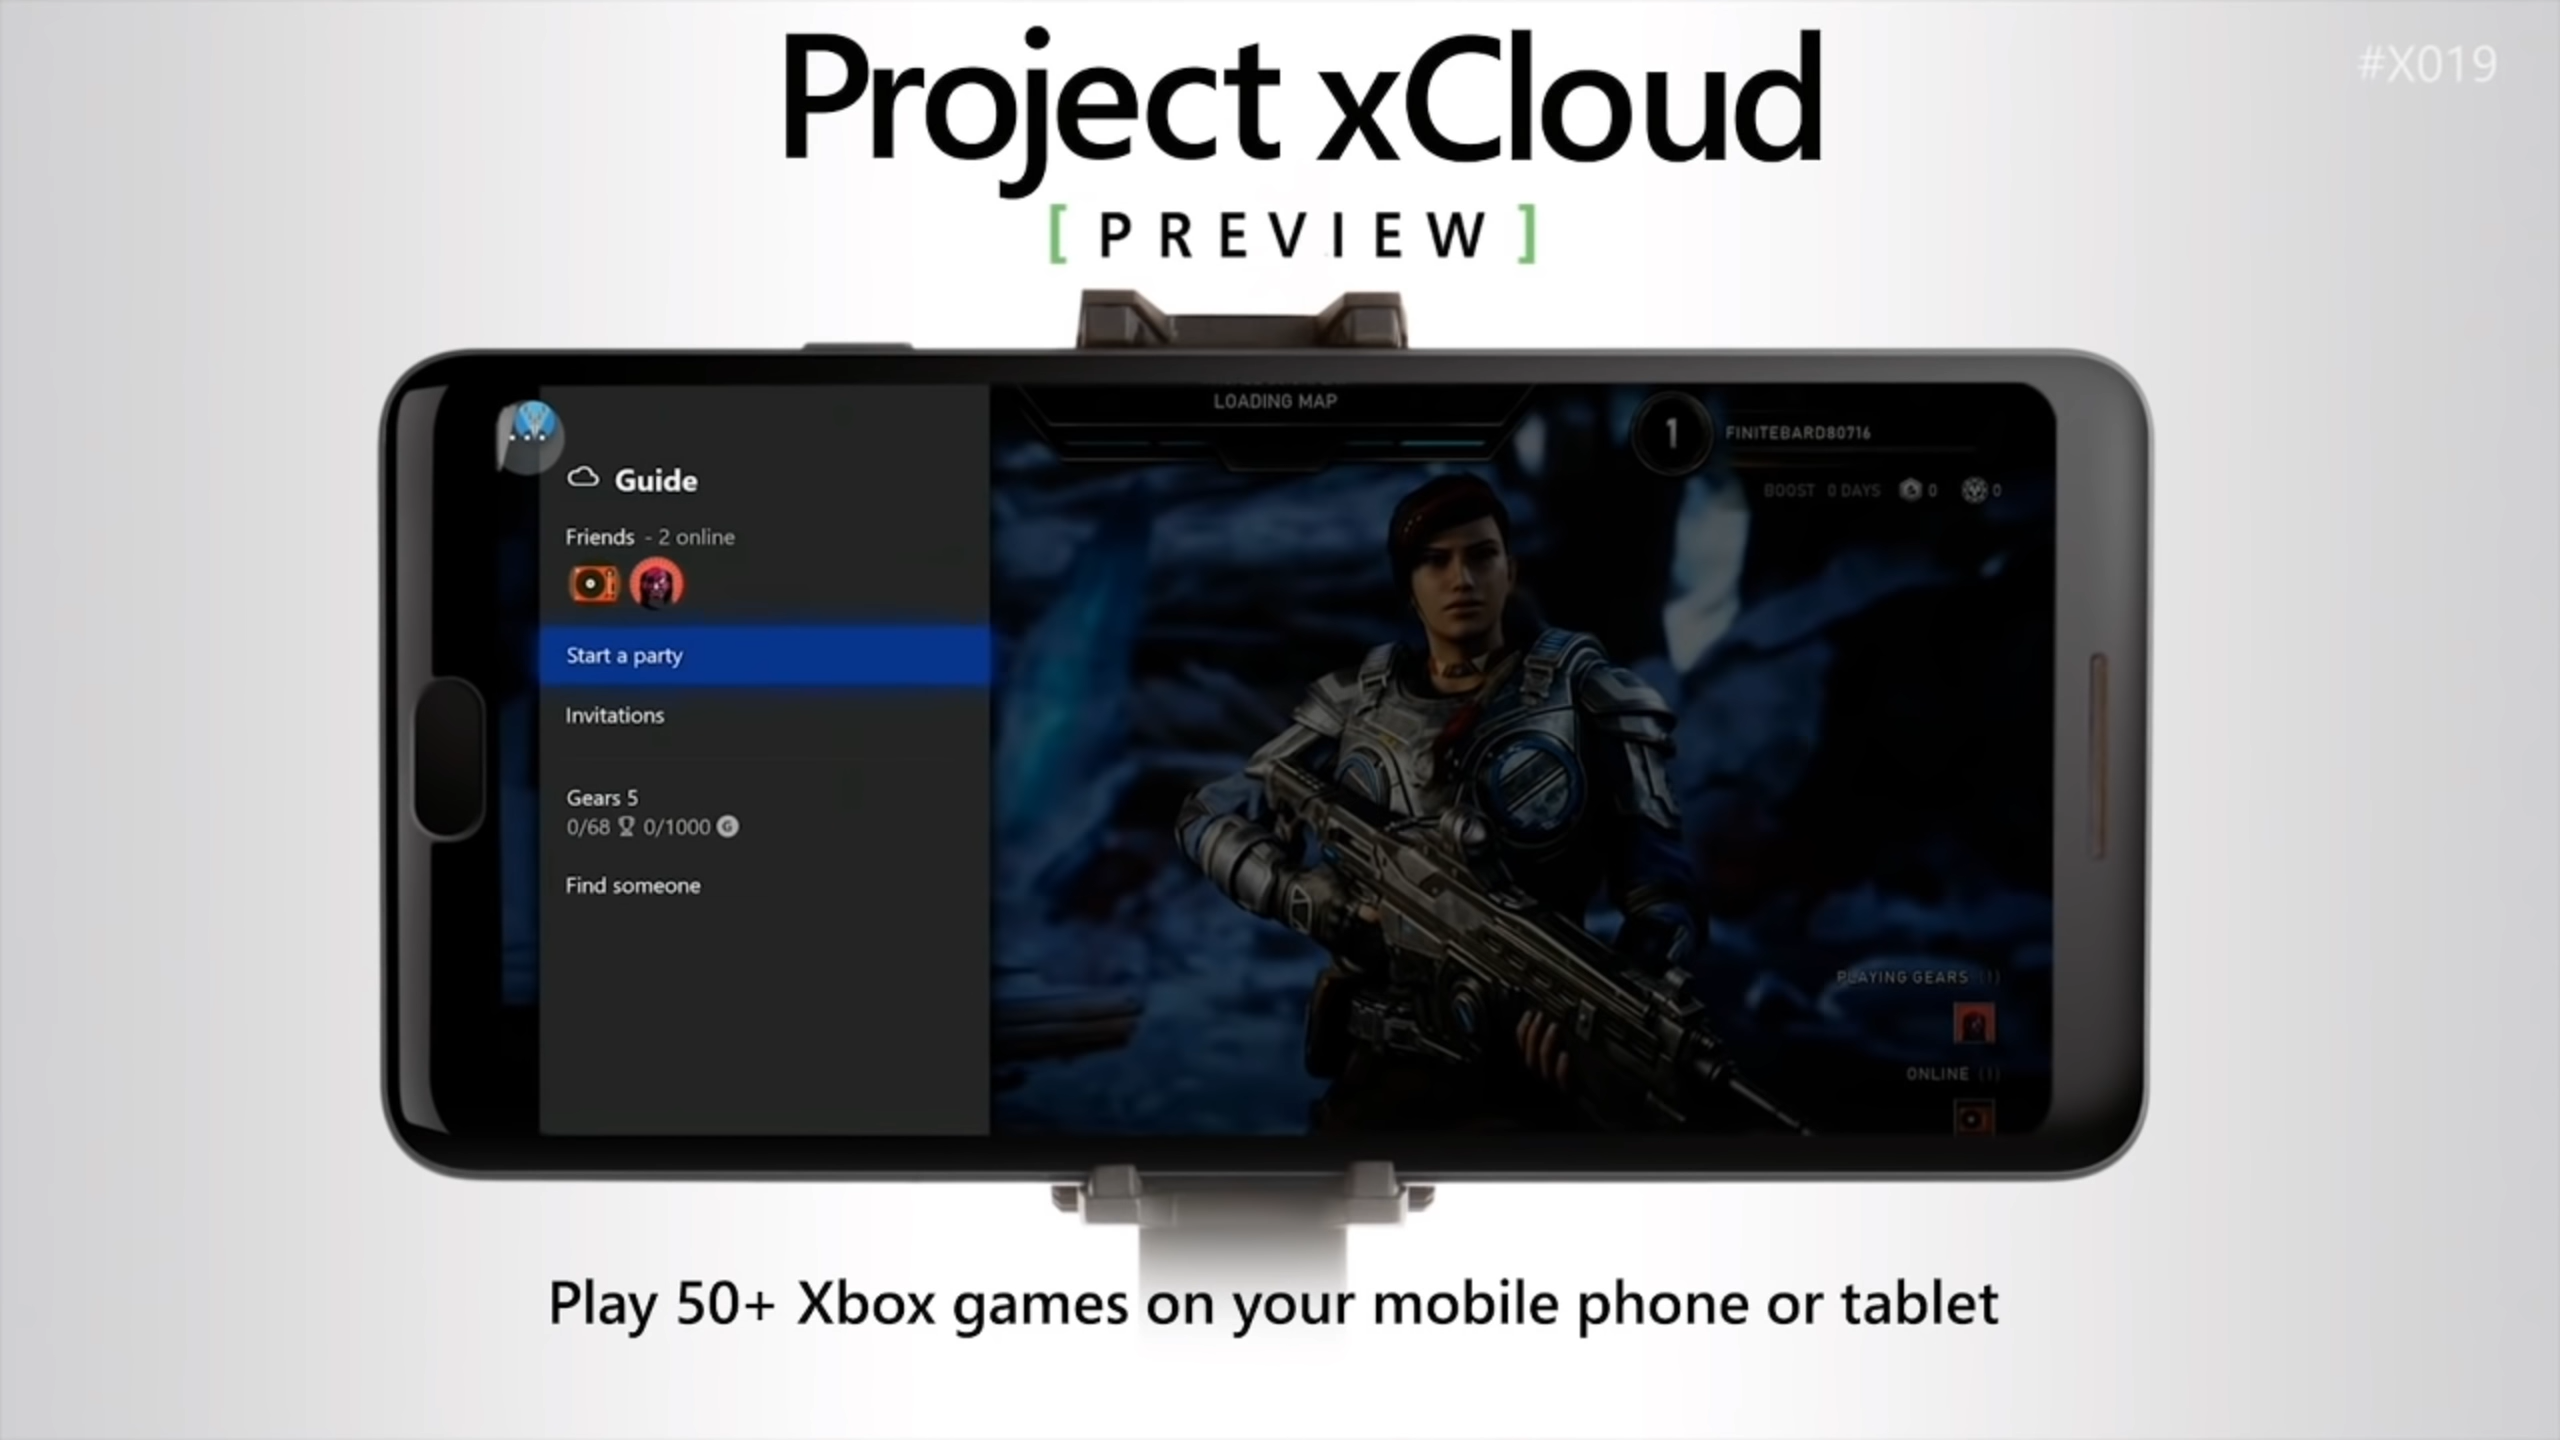 Project xCloud
#X019
[ PREVIEW ]
LOADING MAP
1
FINITEBARD80716
BOOST 0 DAYS 0 0
Guide
Friends - 2 online
Start a party
Invitations
Gears 5
0/68 0/1000 G
Find someone
PLAYING GEARS (1)
ONLINE (1)
Play 50+ Xbox games on your mobile phone or tablet